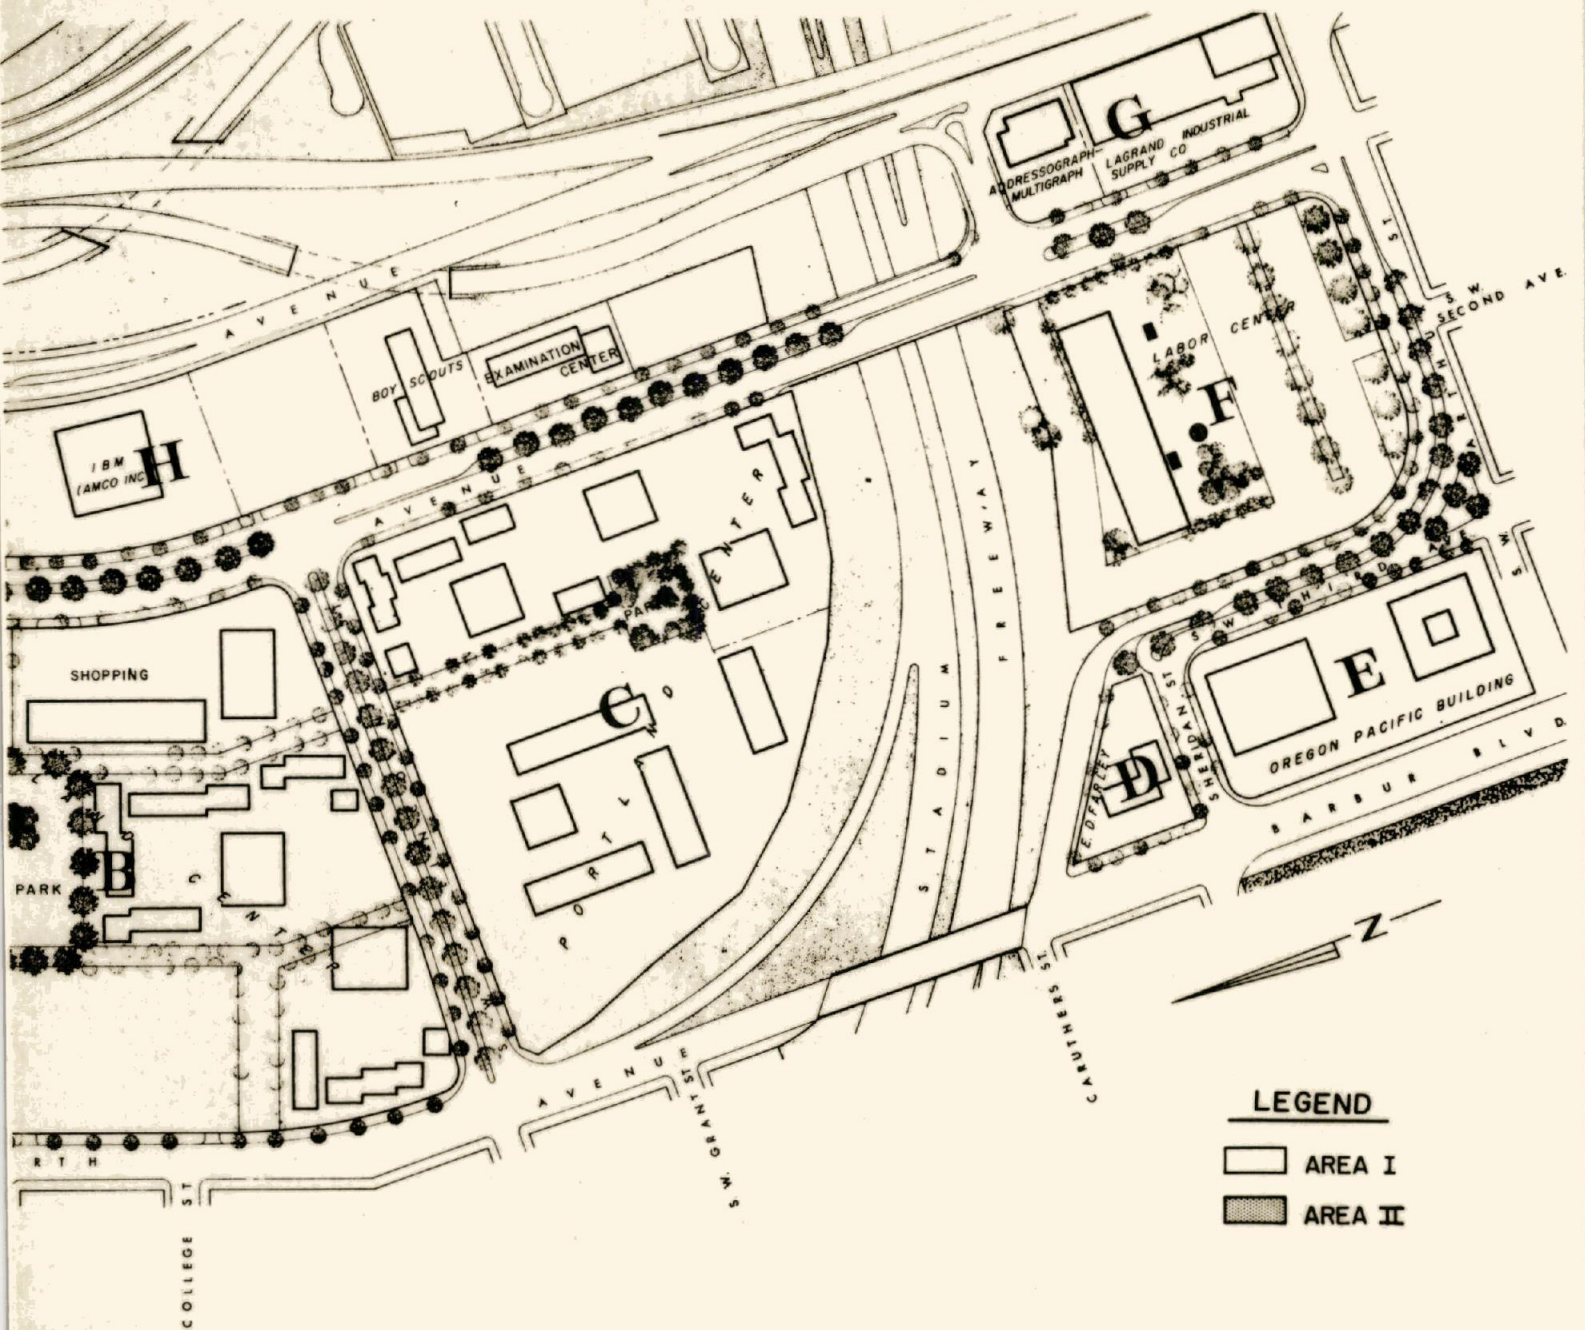 G
INDUSTRIAL
ADDRESSOGRAPH-
MULTIGRAPH
LAGRAND
SUPPLY CO
ST
S. W.
SECOND AVE.
AVENUE
LABOR CENTER
F
BOY SCOUTS
EXAMINATION
CENTER
IBM
(AMCO INC)
H
AVENUE
CENTER
PARK
FREEWAY
STADIUM
S W THIRD
S. W.
SHOPPING
C
PORTLAND
E
OREGON PACIFIC BUILDING
SHERIDAN ST
D
BARBUR BLVD.
B
PARK
CENTER
N
AVENUE
S.W. GRANT ST
CARUTHERS ST.
RTH
COLLEGE ST
LEGEND
AREA I
AREA II